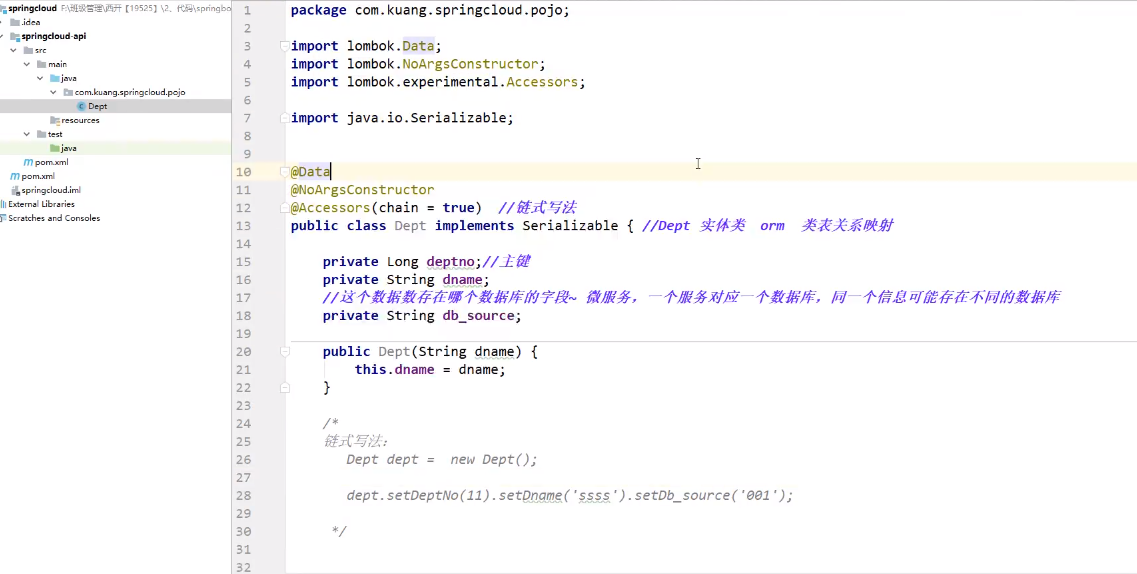 springcloud F:\班级管理\西开【19525】\2、代码\springbo
.idea
springcloud-api
src
main
java
com.kuang.springcloud.pojo
Dept
resources
test
java
pom.xml
pom.xml
springcloud.iml
External Libraries
Scratches and Consoles
1 package com.kuang.springcloud.pojo;
2
3 import lombok.Data;
4 import lombok.NoArgsConstructor;
5 import lombok.experimental.Accessors;
6
7 import java.io.Serializable;
8
9
10 @Data
11 @NoArgsConstructor
12 @Accessors(chain = true) //链式写法
13 public class Dept implements Serializable { //Dept 实体类 orm 类表关系映射
14
15 private Long deptno;//主键
16 private String dname;
17 //这个数据数存在哪个数据库的字段~ 微服务，一个服务对应一个数据库，同一个信息可能存在不同的数据库
18 private String db_source;
19
20 public Dept(String dname) {
21 this.dname = dname;
22 }
23
24 /*
25 链式写法：
26 Dept dept = new Dept();
27
28 dept.setDeptNo(11).setDname('ssss').setDb_source('001');
29
30 */
31
32